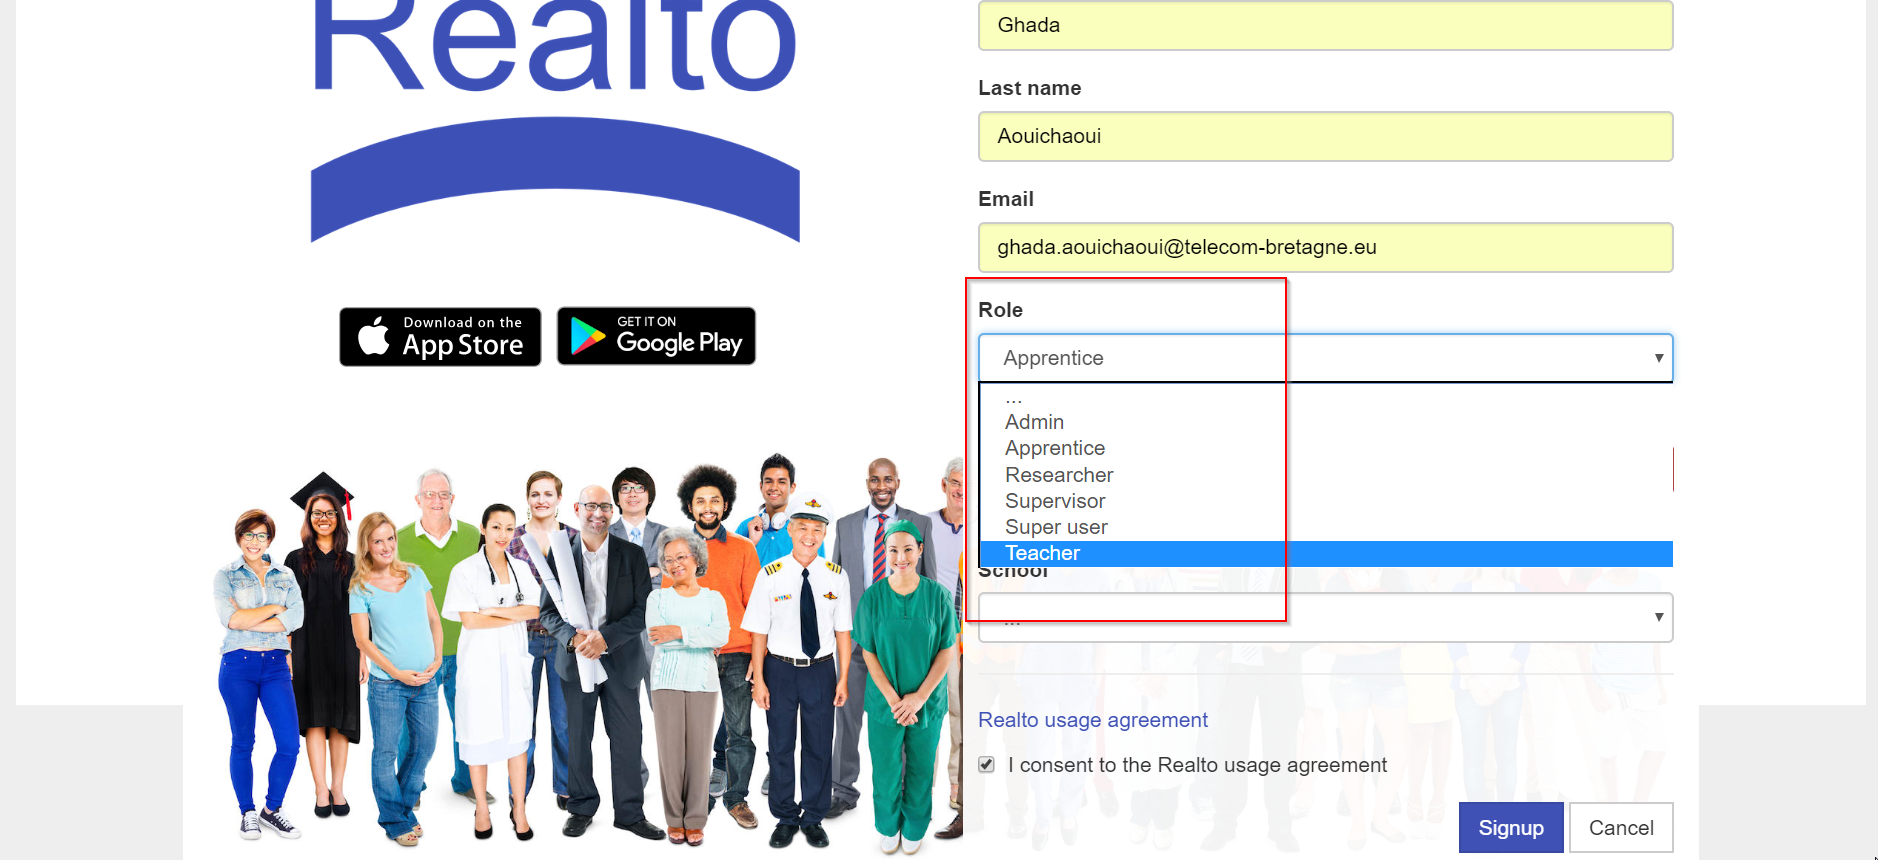 Realto
Download on the
App Store
GET IT ON
Google Play
Ghada
Last name
Aouichaoui
Email
ghada.aouichaoui@telecom-bretagne.eu
Role
Apprentice
...
Admin
Apprentice
Researcher
Supervisor
Super user
Teacher
School
...
Realto usage agreement
I consent to the Realto usage agreement
Signup
Cancel